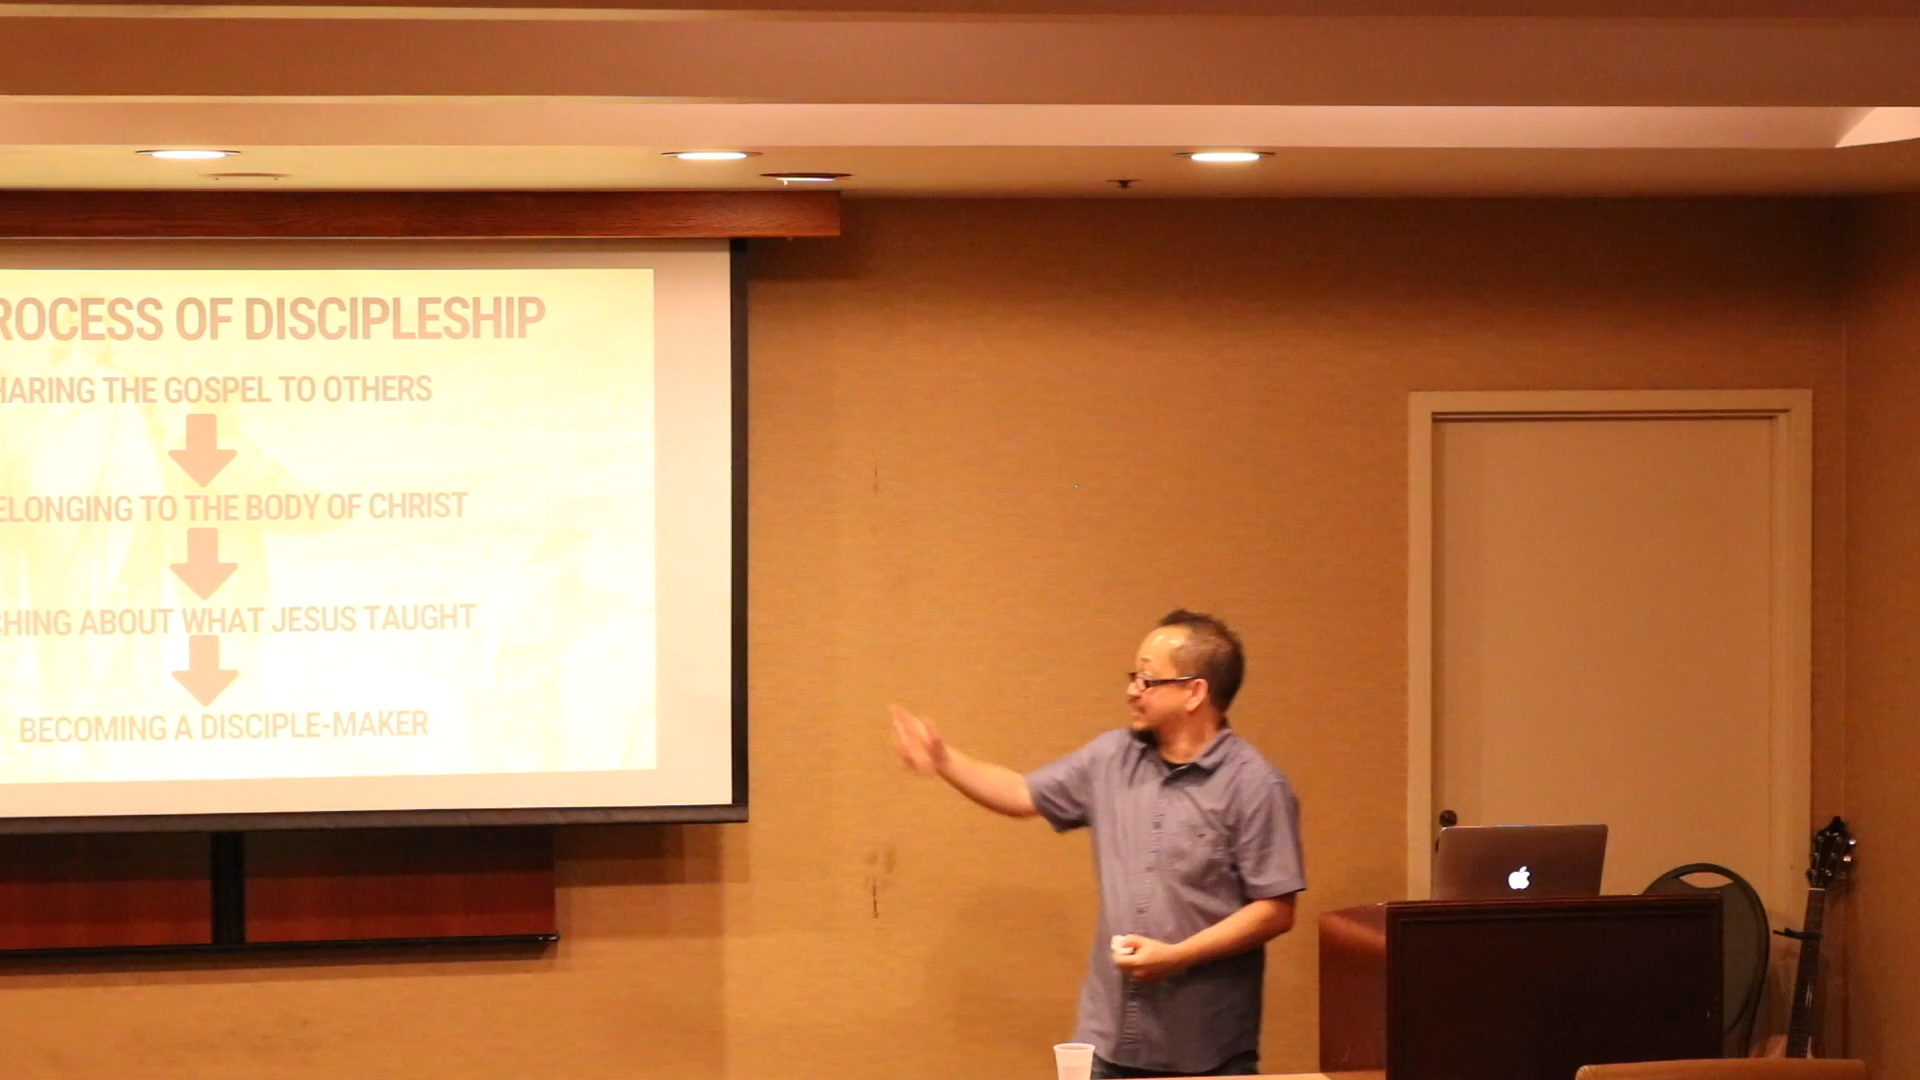 ROCESS OF DISCIPLESHIP
HARING THE GOSPEL TO OTHERS
ELONGING TO THE BODY OF CHRIST
CHING ABOUT WHAT JESUS TAUGHT
BECOMING A DISCIPLE-MAKER